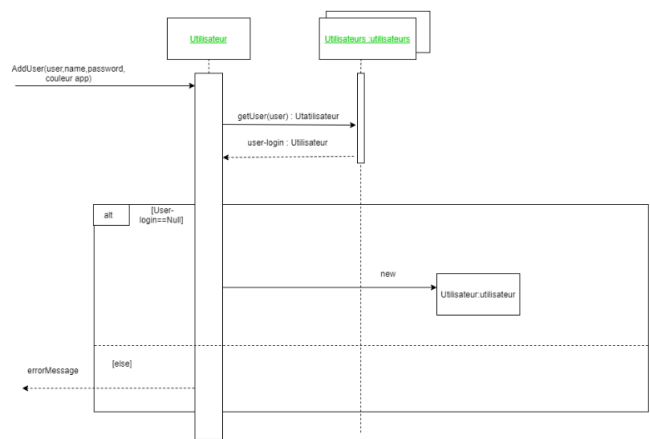 Utilisateur
Utilisateurs :utilisateurs
AddUser(user,name,password,
couleur app)
getUser(user) : Utatilisateur
user-login : Utilisateur
alt
[User-
login==Null]
new
Utilisateur:utilisateur
[else]
errorMessage